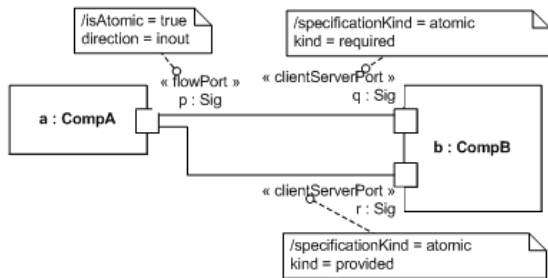 /isAtomic = true
direction = inout
/specificationKind = atomic
kind = required
« flowPort »
p : Sig
« clientServerPort »
q : Sig
a : CompA
b : CompB
« clientServerPort »
r : Sig
/specificationKind = atomic
kind = provided